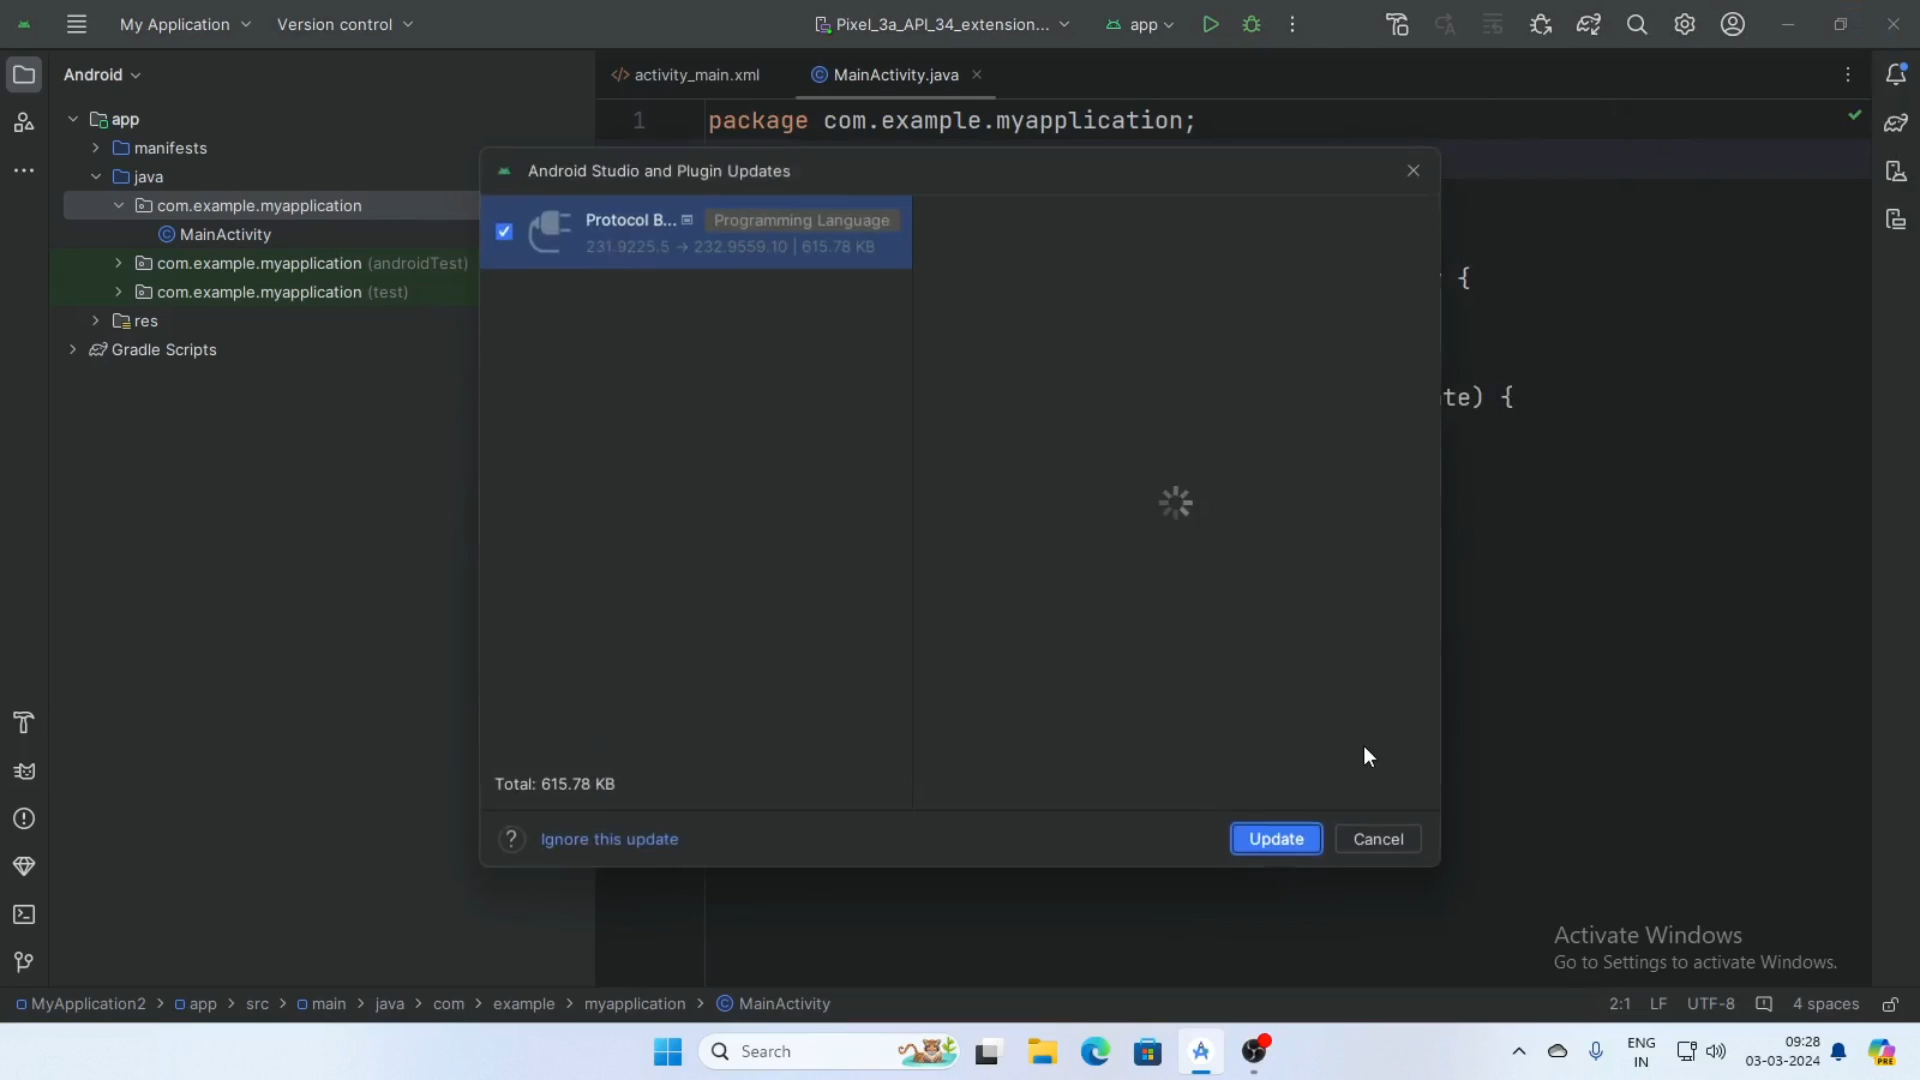 My Application
Version control
Pixel_3a_API_34_extension...
app
Android
activity_main.xml
MainActivity.java
app
manifests
java
com.example.myapplication
MainActivity
com.example.myapplication (androidTest)
com.example.myapplication (test)
res
Gradle Scripts
1
package com.example.myapplication;
{
te) {
Android Studio and Plugin Updates
Protocol B...
Programming Language
231.9225.5 → 232.9559.10 | 615.78 KB
Total: 615.78 KB
? Ignore this update
Update
Cancel
Activate Windows
Go to Settings to activate Windows.
MyApplication2 > app > src > main > java > com > example > myapplication > MainActivity
2:1 LF UTF-8 4 spaces
Search
ENG
IN
09:28
03-03-2024
PRE